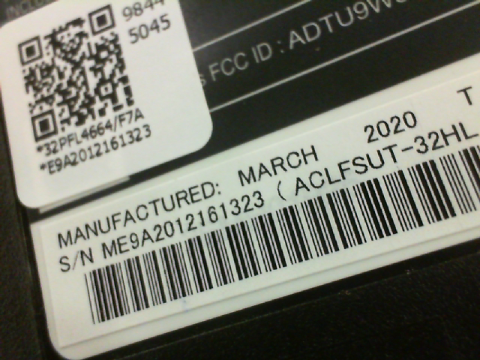 9844
5045
*32PFL4664/F7A
*E9A2012161323
FCC ID : ADTU9W
MANUFACTURED: MARCH 2020 T
S/N ME9A2012161323 ( ACLFSUT-32HL